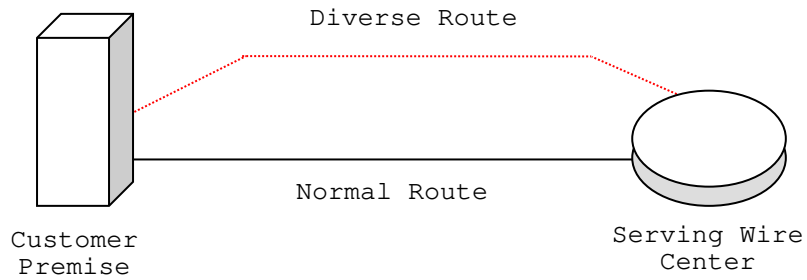 Diverse Route
Normal Route
Customer
Premise
Serving Wire
Center